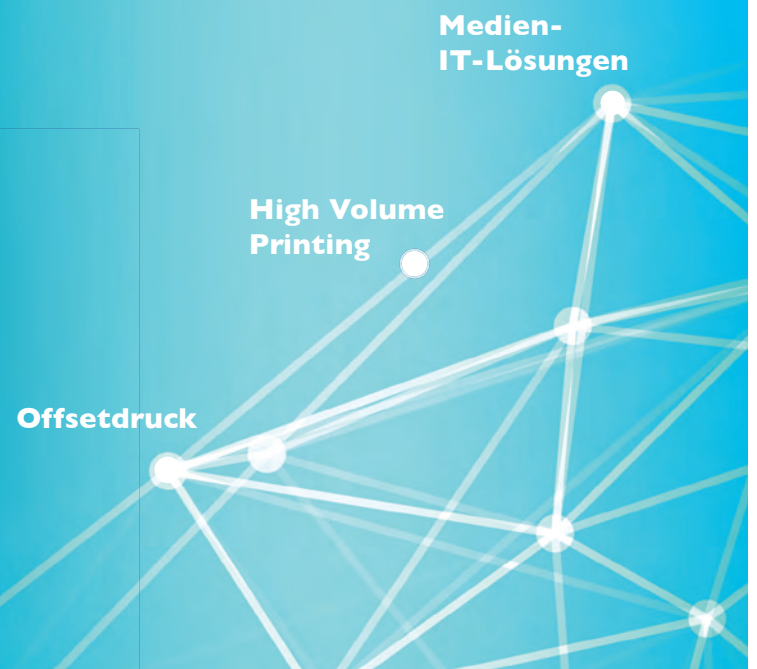 Medien-
IT-Lösungen
High Volume
Printing
Offsetdruck